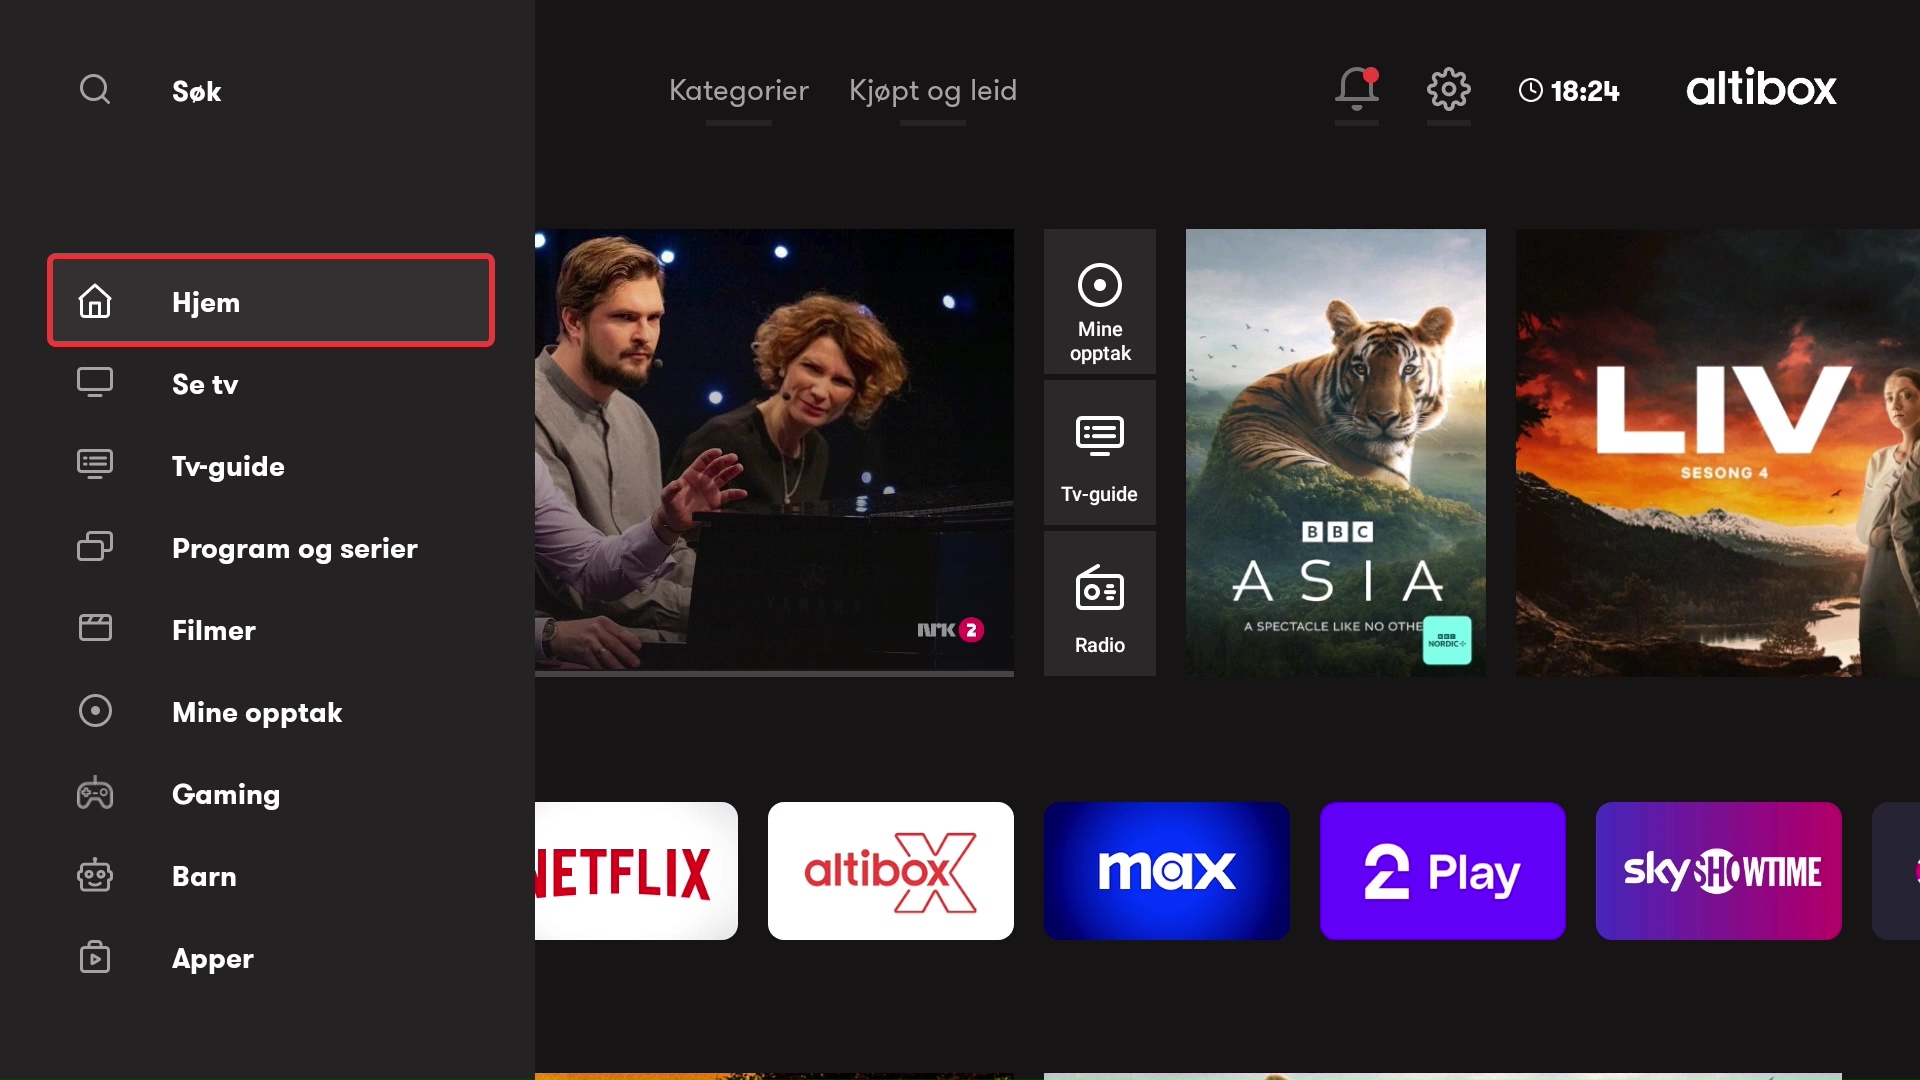 Søk
Kategorier
Kjøpt og leid
18:24
altibox
Hjem
Se tv
Tv-guide
Program og serier
Filmer
Mine opptak
Gaming
Barn
Apper
YAMAHA
NRK 2
Mine
opptak
Tv-guide
Radio
BBC
ASIA
A SPECTACLE LIKE NO OTHE
BBC
NORDIC+
LIV
SESONG 4
NETFLIX
altibox X
max
2 Play
sky SHOWTIME